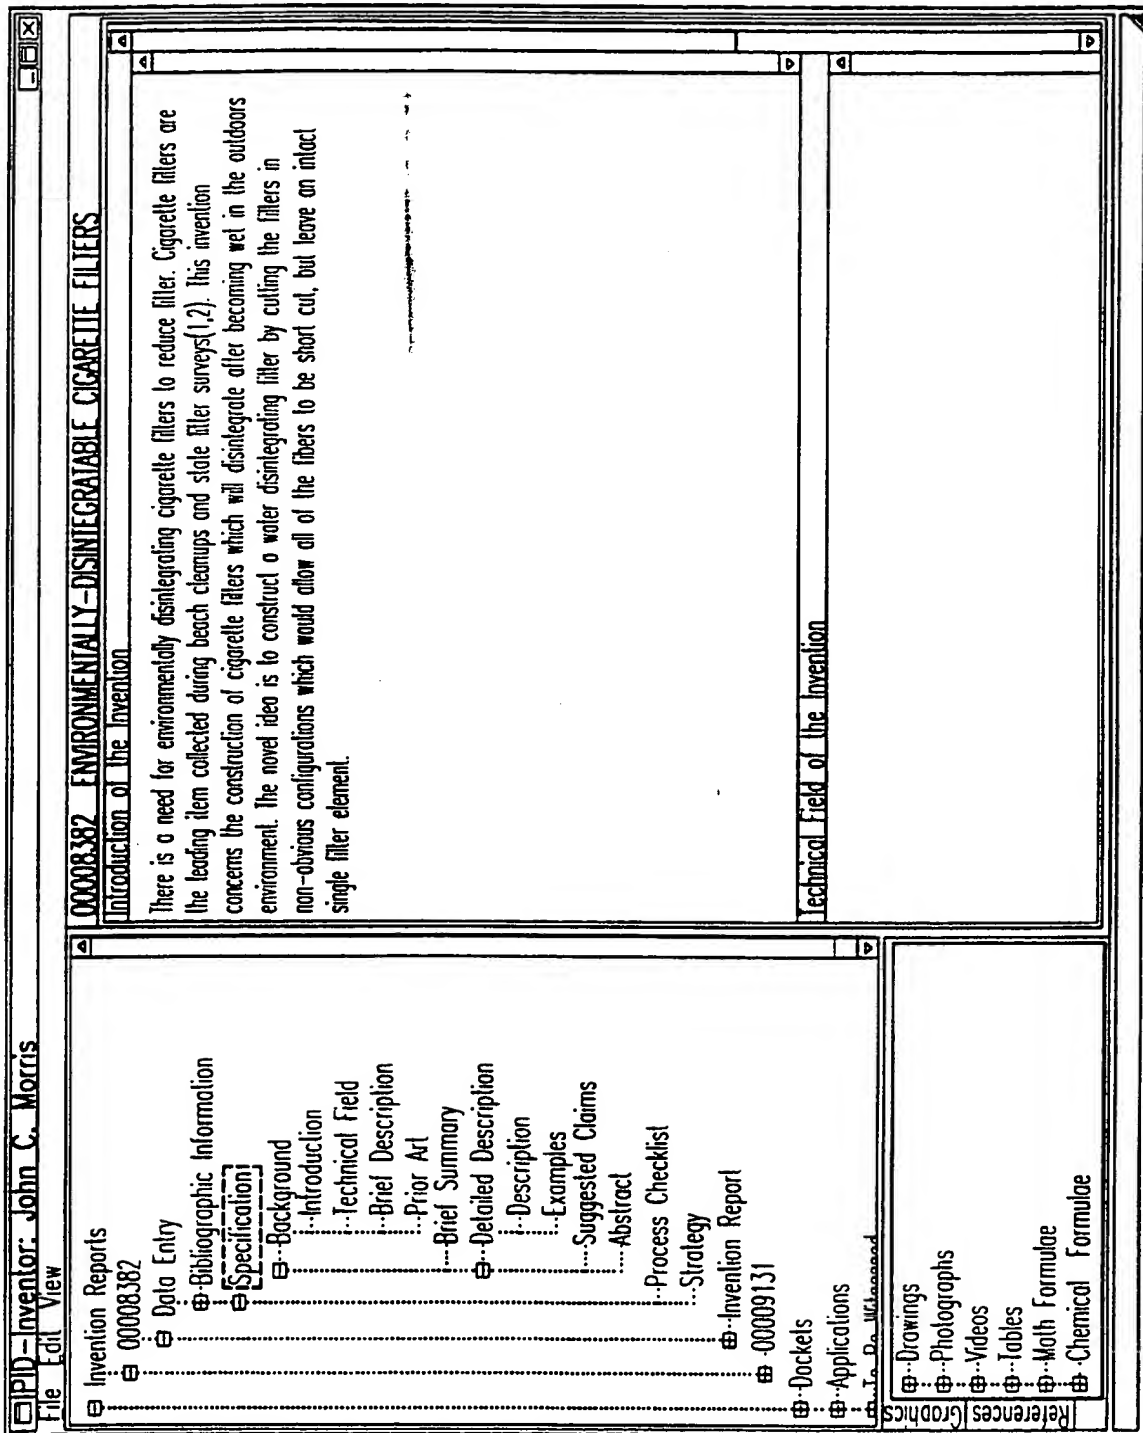 IPID-Inventor: John C. Morris
File Edit View
Invention Reports
00008382
Data Entry
Bibliographic Information
Specification
Background
Introduction
Technical Field
Brief Description
Prior Art
Brief Summary
Detailed Description
Description
Examples
Suggested Claims
Abstract
Process Checklist
Strategy
Invention Report
00009131
Dockets
Applications
To Be Witnessed
References
Graphics
Drawings
Photographs
Videos
Tables
Math Formulae
Chemical Formulae
00008382 ENVIRONMENTALLY-DISINTEGRATABLE CIGARETTE FILTERS
Introduction of the Invention
There is a need for environmentally disintegrating cigarette filters to reduce litter. Cigarette filters are
the leading item collected during beach cleanups and state litter surveys(1,2). This invention
concerns the construction of cigarette filters which will disintegrate after becoming wet in the outdoors
environment. The novel idea is to construct a water disintegrating filter by cutting the filters in
non-obvious configurations which would allow all of the fibers to be short cut, but leave an intact
single filter element.
Technical Field of the Invention